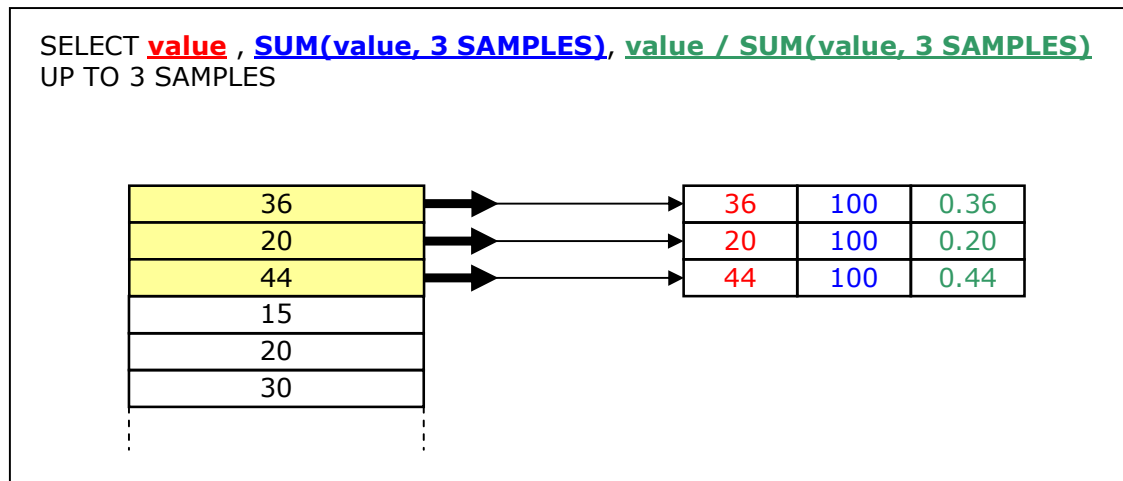 SELECT value , SUM(value, 3 SAMPLES), value / SUM(value, 3 SAMPLES)
UP TO 3 SAMPLES
36 36 100 0.36
20 20 100 0.20
44 44 100 0.44
15
20
30